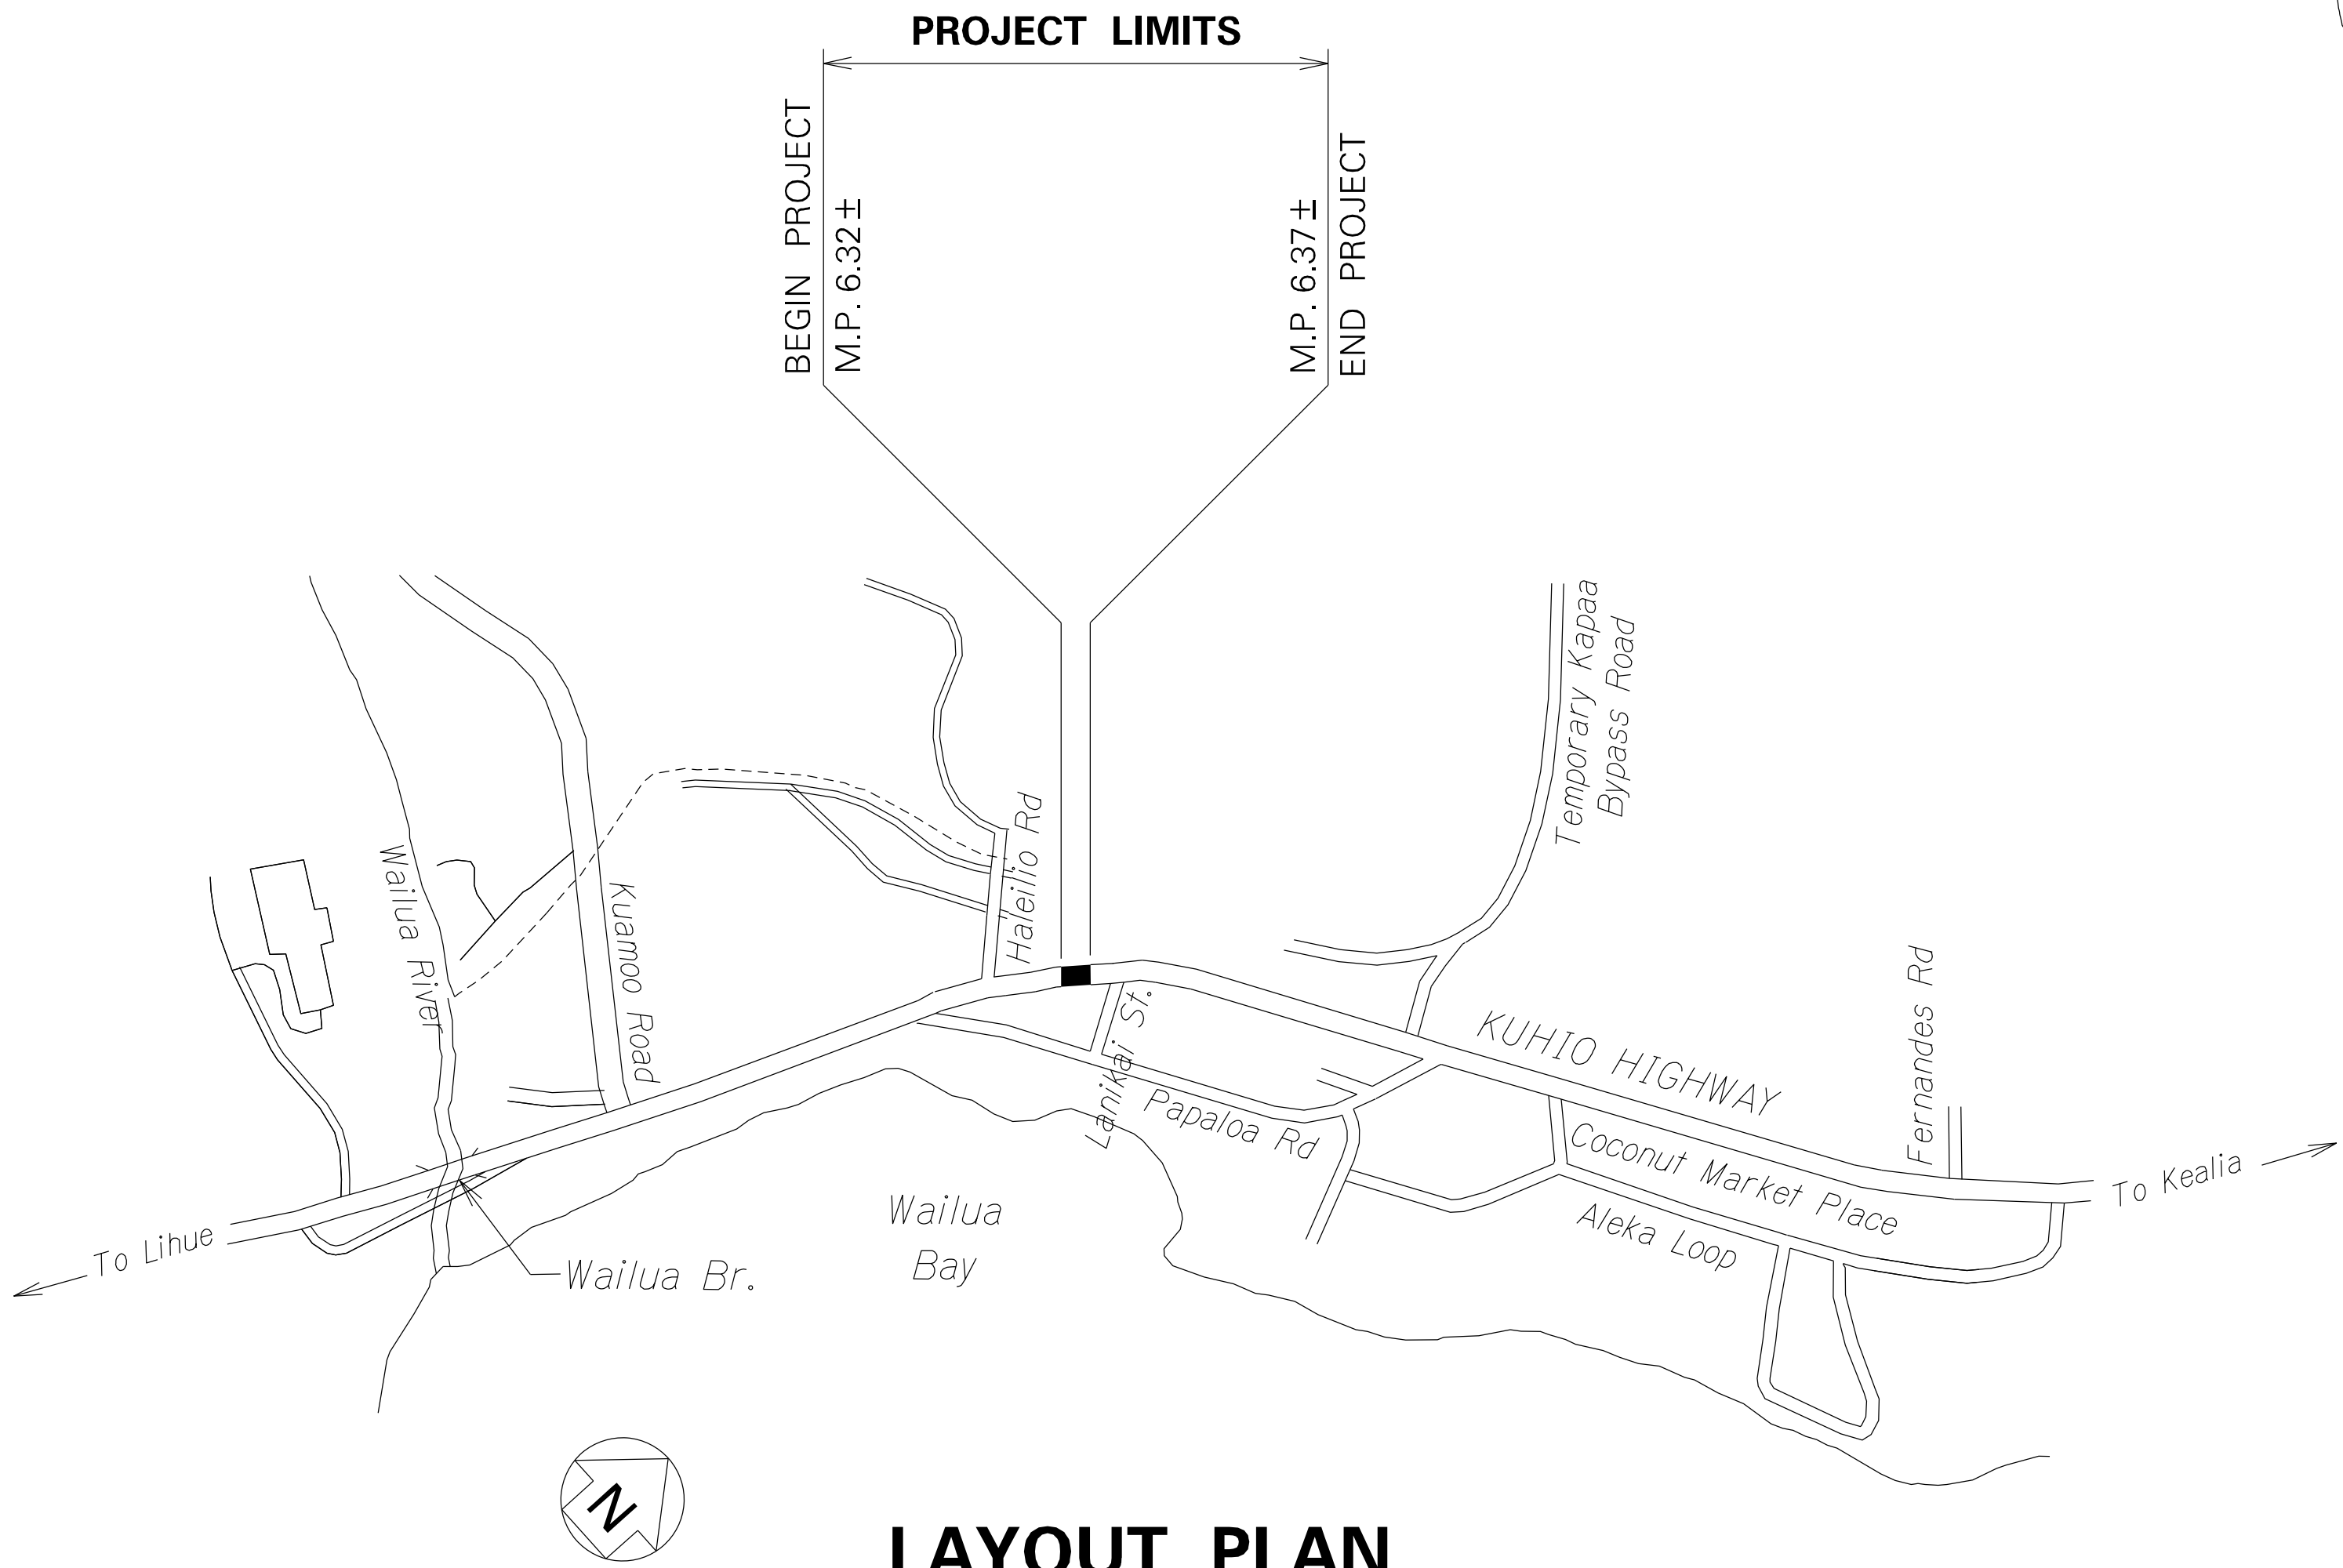 PROJECT LIMITS
BEGIN PROJECT
M.P. 6.32±
M.P. 6.37±
END PROJECT
Temporary Kapaa
Bypass Road
Haleilio Rd
Wailua River
Kuamoo Road
Lanikai St.
KUHIO HIGHWAY
Fernandes Rd
Papaloa Rd
Coconut Market Place
To Kealia
Aleka Loop
Wailua
Bay
To Lihue
Wailua Br.
N
LAYOUT PLAN